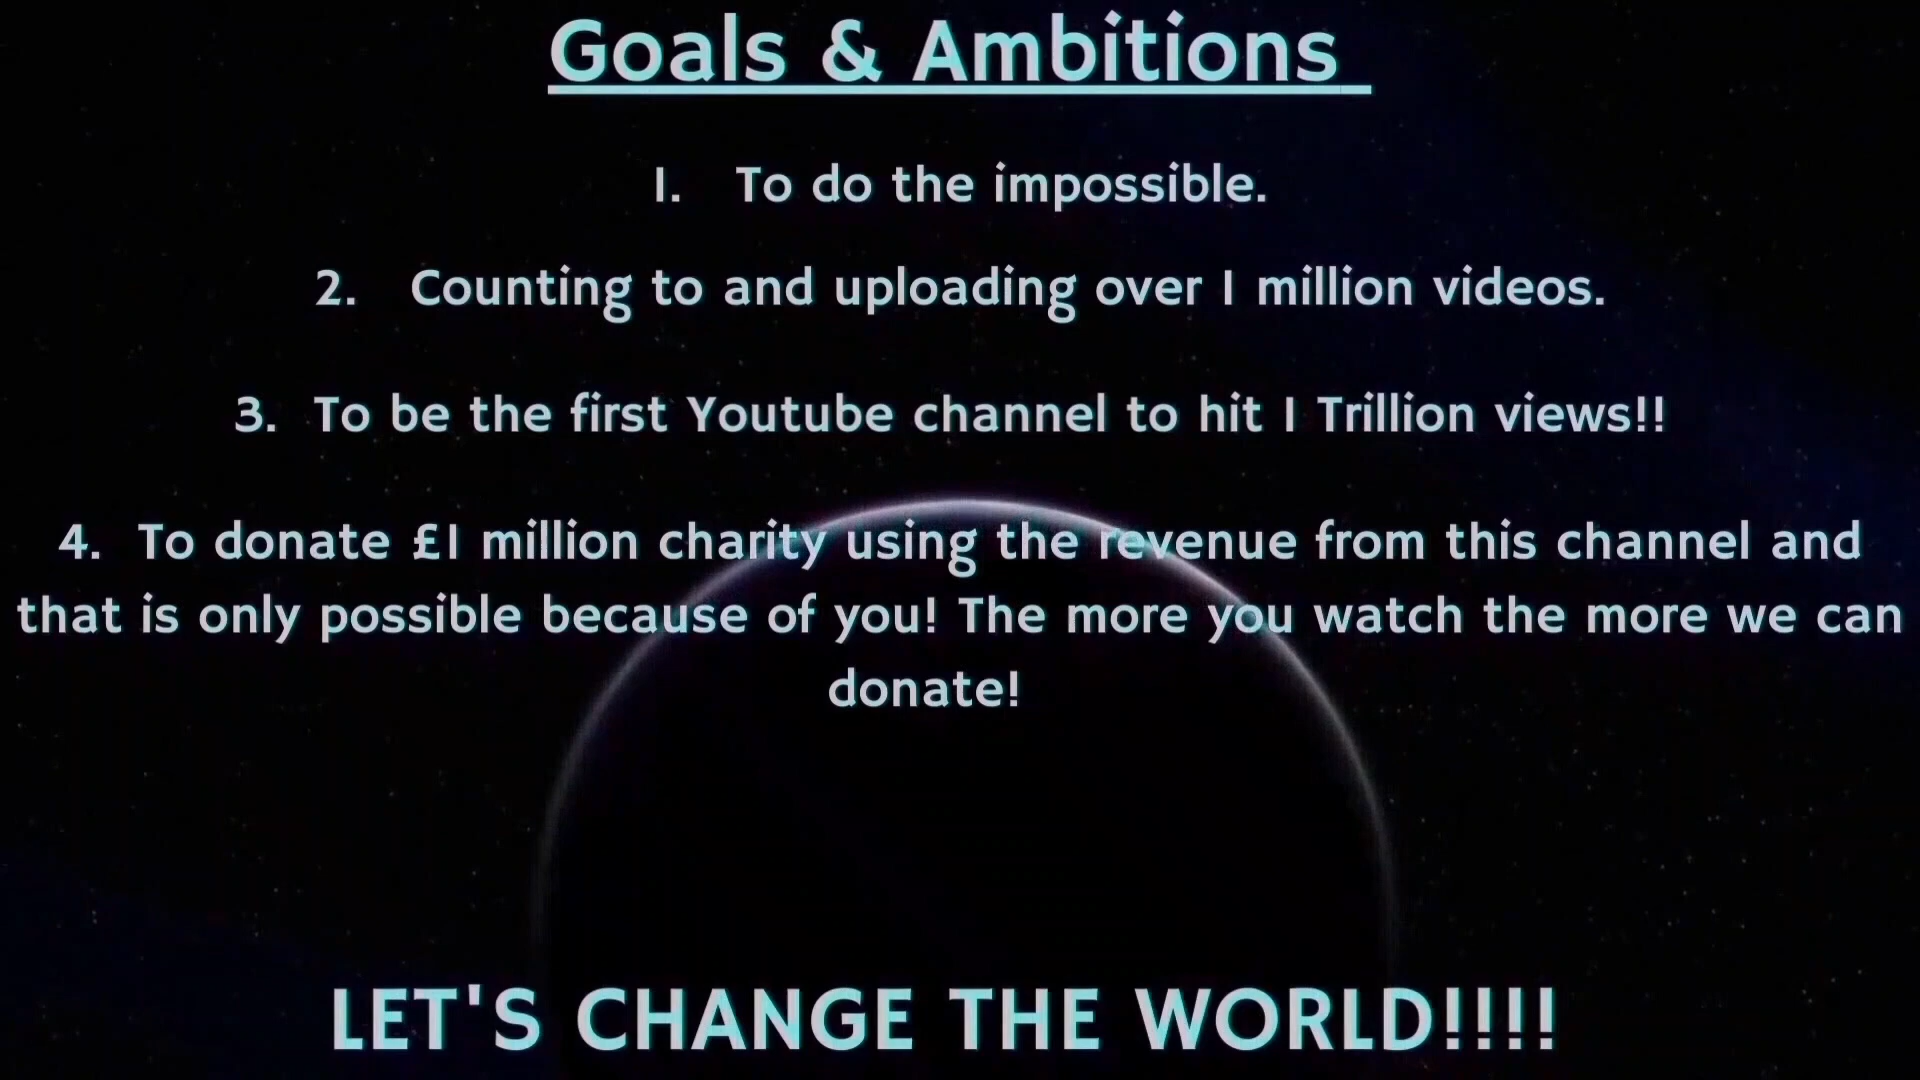 Goals & Ambitions
1. To do the impossible.
2. Counting to and uploading over 1 million videos.
3. To be the first Youtube channel to hit 1 Trillion views!!
4. To donate £1 million charity using the revenue from this channel and
that is only possible because of you! The more you watch the more we can
donate!
LET'S CHANGE THE WORLD!!!!